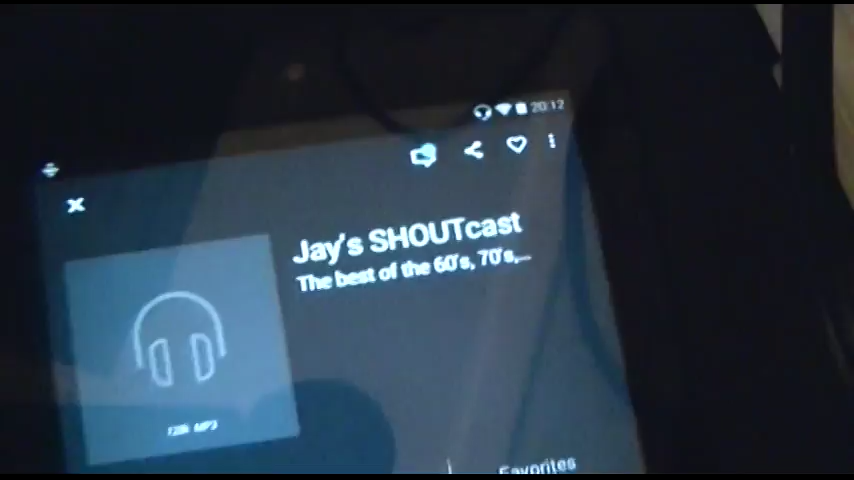 20:12
Jay's SHOUTcast
The best of the 60's, 70's,...
128k MP3
Favorites